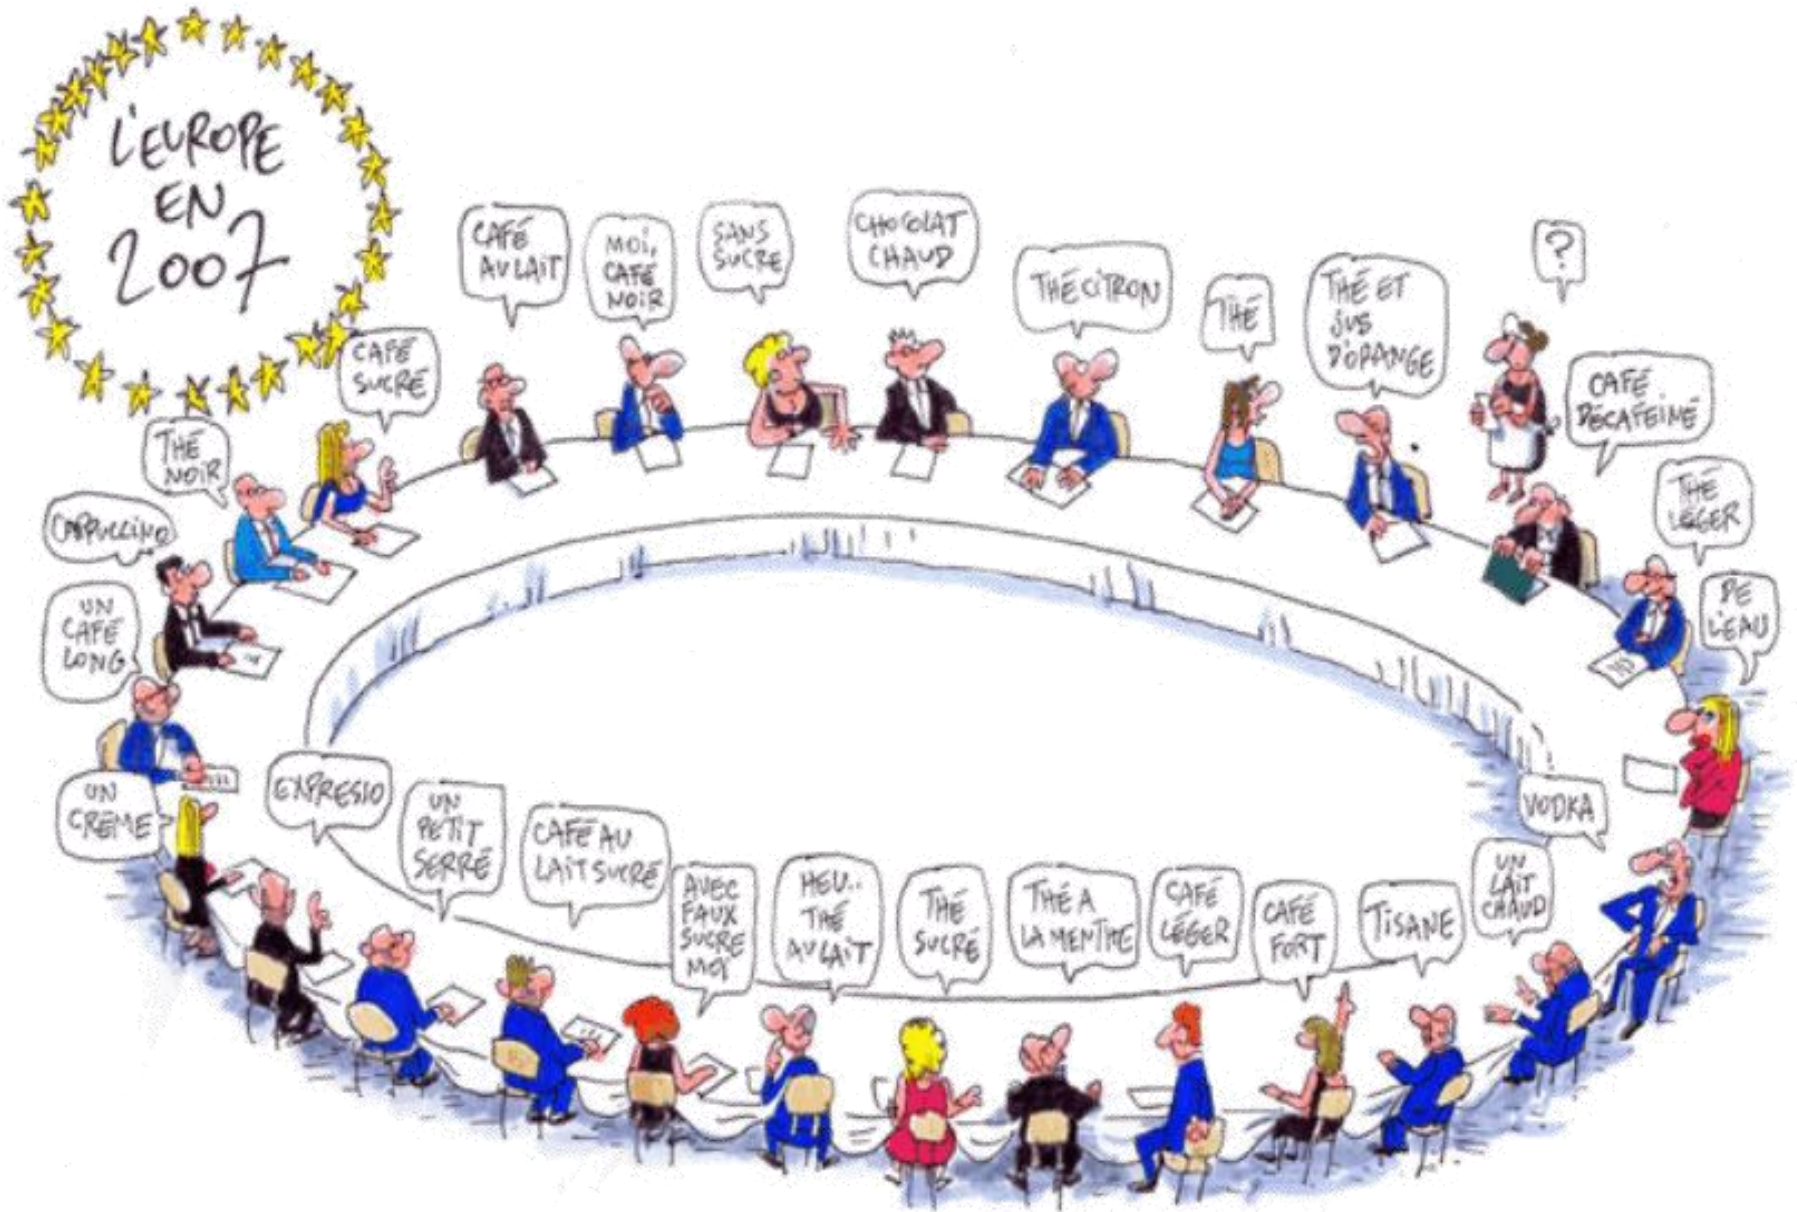 L'EUROPE
EN
2007
CAFÉ
AU LAIT
MOI,
CAFÉ
NOIR
SANS
SUCRE
CHOCOLAT
CHAUD
THÉ CITRON
THÉ
THÉ ET
JUS
D'ORANGE
?
CAFÉ
DÉCAFEINÉ
THÉ
LÉGER
DE
L'EAU
VODKA
CAFÉ
SUCRÉ
THÉ
NOIR
CAPPUCCINO
UN
CAFÉ
LONG
UN
CRÈME
EXPRESSO
UN
PETIT
SERRÉ
CAFÉ AU
LAIT SUCRÉ
AVEC
FAUX
SUCRE
MOI
HEU..
THÉ
AU LAIT
THÉ
SUCRÉ
THÉ A
LA MENTHE
CAFÉ
LÉGER
CAFÉ
FORT
TISANE
UN
LAIT
CHAUD